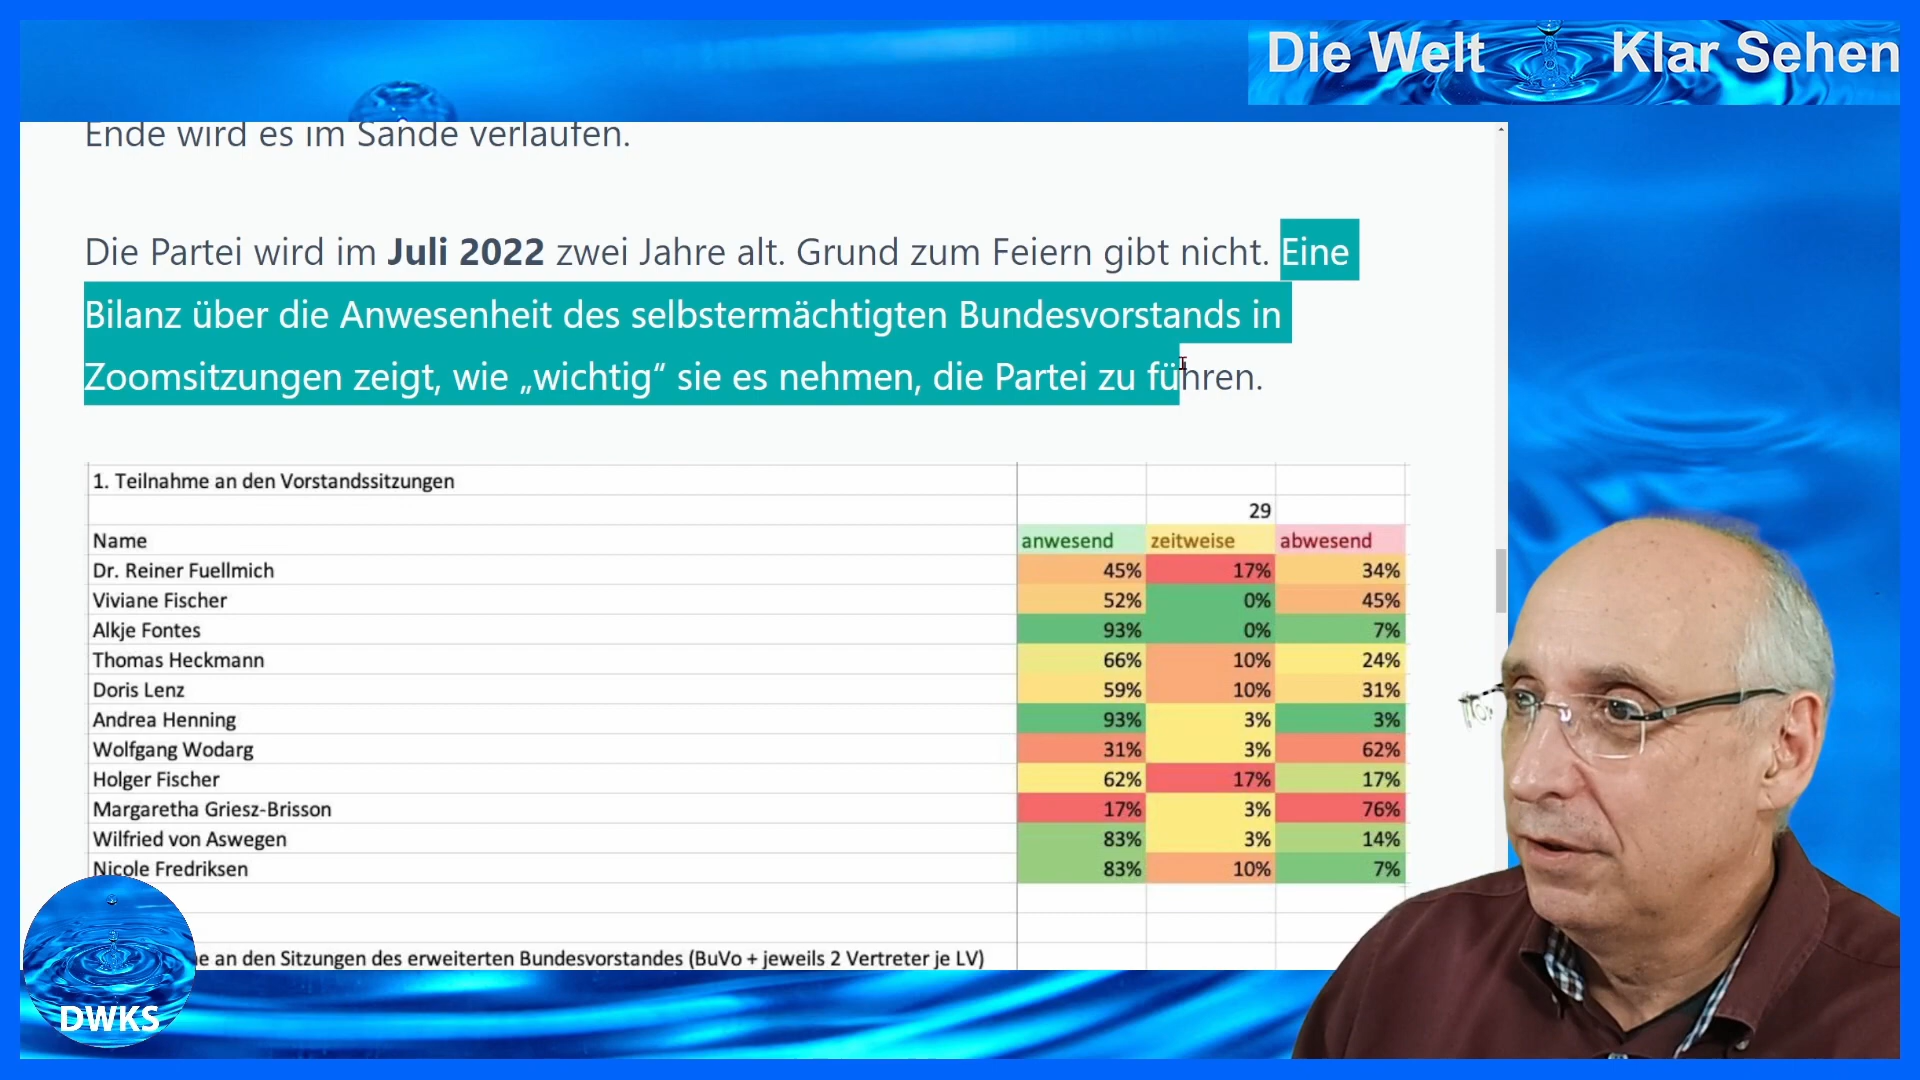 Die Welt Klar Sehen
Ende wird es im Sande verlaufen.
Die Partei wird im Juli 2022 zwei Jahre alt. Grund zum Feiern gibt nicht. Eine
Bilanz über die Anwesenheit des selbstermächtigten Bundesvorstands in
Zoomsitzungen zeigt, wie „wichtig“ sie es nehmen, die Partei zu führen.
1. Teilnahme an den Vorstandssitzungen
29
Name anwesend zeitweise abwesend
Dr. Reiner Fuellmich 45% 17% 34%
Viviane Fischer 52% 0% 45%
Alkje Fontes 93% 0% 7%
Thomas Heckmann 66% 10% 24%
Doris Lenz 59% 10% 31%
Andrea Henning 93% 3% 3%
Wolfgang Wodarg 31% 3% 62%
Holger Fischer 62% 17% 17%
Margaretha Griesz-Brisson 17% 3% 76%
Wilfried von Aswegen 83% 3% 14%
Nicole Fredriksen 83% 10% 7%
an den Sitzungen des erweiterten Bundesvorstandes (BuVo + jeweils 2 Vertreter je LV)
DWKS